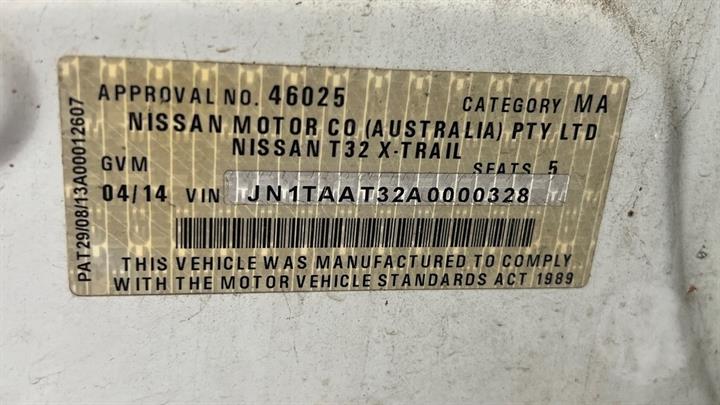 APPROVAL NO. 46025 CATEGORY MA
NISSAN MOTOR CO (AUSTRALIA) PTY LTD
NISSAN T32 X-TRAIL
GVM SEATS 5
04/14 VIN JN1TAAT32A0000328
THIS VEHICLE WAS MANUFACTURED TO COMPLY
WITH THE MOTOR VEHICLE STANDARDS ACT 1989
PAT29/08/13A00012607